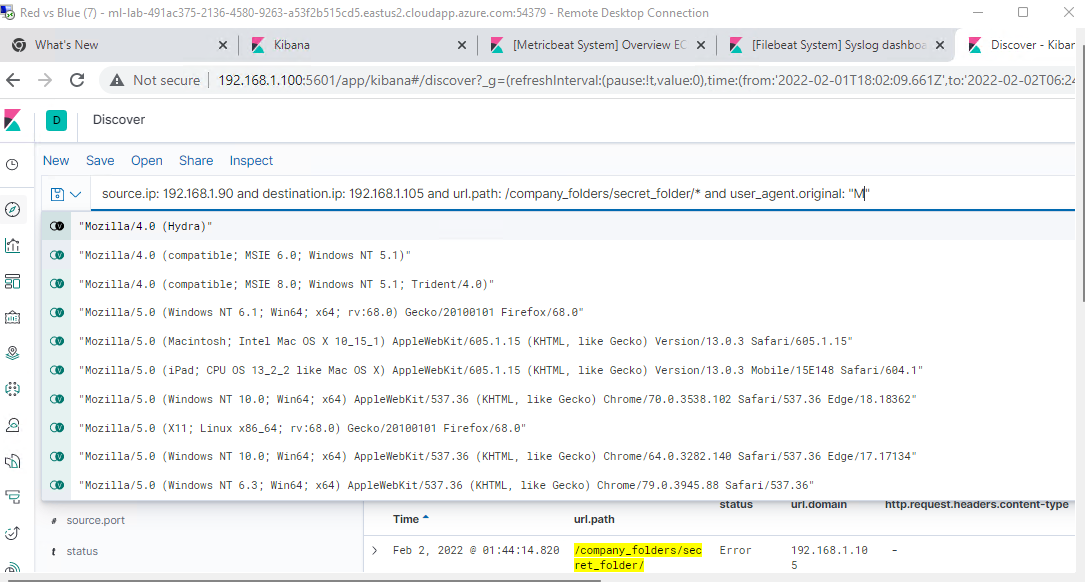 Red vs Blue (7) - ml-lab-491ac375-2136-4580-9263-a53f2b515cd5.eastus2.cloudapp.azure.com:54379 - Remote Desktop Connection
What's New
Kibana
[Metricbeat System] Overview EC
[Filebeat System] Syslog dashboa
Discover - Kibar
Not secure
192.168.1.100:5601/app/kibana#/discover?_g=(refreshInterval:(pause:!t,value:0),time:(from:'2022-02-01T18:02:09.661Z',to:'2022-02-02T06:24
D
Discover
New Save Open Share Inspect
source.ip: 192.168.1.90 and destination.ip: 192.168.1.105 and url.path: /company_folders/secret_folder/* and user_agent.original: "M"
"Mozilla/4.0 (Hydra)"
"Mozilla/4.0 (compatible; MSIE 6.0; Windows NT 5.1)"
"Mozilla/4.0 (compatible; MSIE 8.0; Windows NT 5.1; Trident/4.0)"
"Mozilla/5.0 (Windows NT 6.1; Win64; x64; rv:68.0) Gecko/20100101 Firefox/68.0"
"Mozilla/5.0 (Macintosh; Intel Mac OS X 10_15_1) AppleWebKit/605.1.15 (KHTML, like Gecko) Version/13.0.3 Safari/605.1.15"
"Mozilla/5.0 (iPad; CPU OS 13_2_2 like Mac OS X) AppleWebKit/605.1.15 (KHTML, like Gecko) Version/13.0.3 Mobile/15E148 Safari/604.1"
"Mozilla/5.0 (Windows NT 10.0; Win64; x64) AppleWebKit/537.36 (KHTML, like Gecko) Chrome/70.0.3538.102 Safari/537.36 Edge/18.18362"
"Mozilla/5.0 (X11; Linux x86_64; rv:68.0) Gecko/20100101 Firefox/68.0"
"Mozilla/5.0 (Windows NT 10.0; Win64; x64) AppleWebKit/537.36 (KHTML, like Gecko) Chrome/64.0.3282.140 Safari/537.36 Edge/17.17134"
"Mozilla/5.0 (Windows NT 6.3; Win64; x64) AppleWebKit/537.36 (KHTML, like Gecko) Chrome/79.0.3945.88 Safari/537.36"
status url.domain http.request.headers.content-type
# source.port
Time url.path
t status
Feb 2, 2022 @ 01:44:14.820 /company_folders/sec Error 192.168.1.10 -
ret_folder/ 5